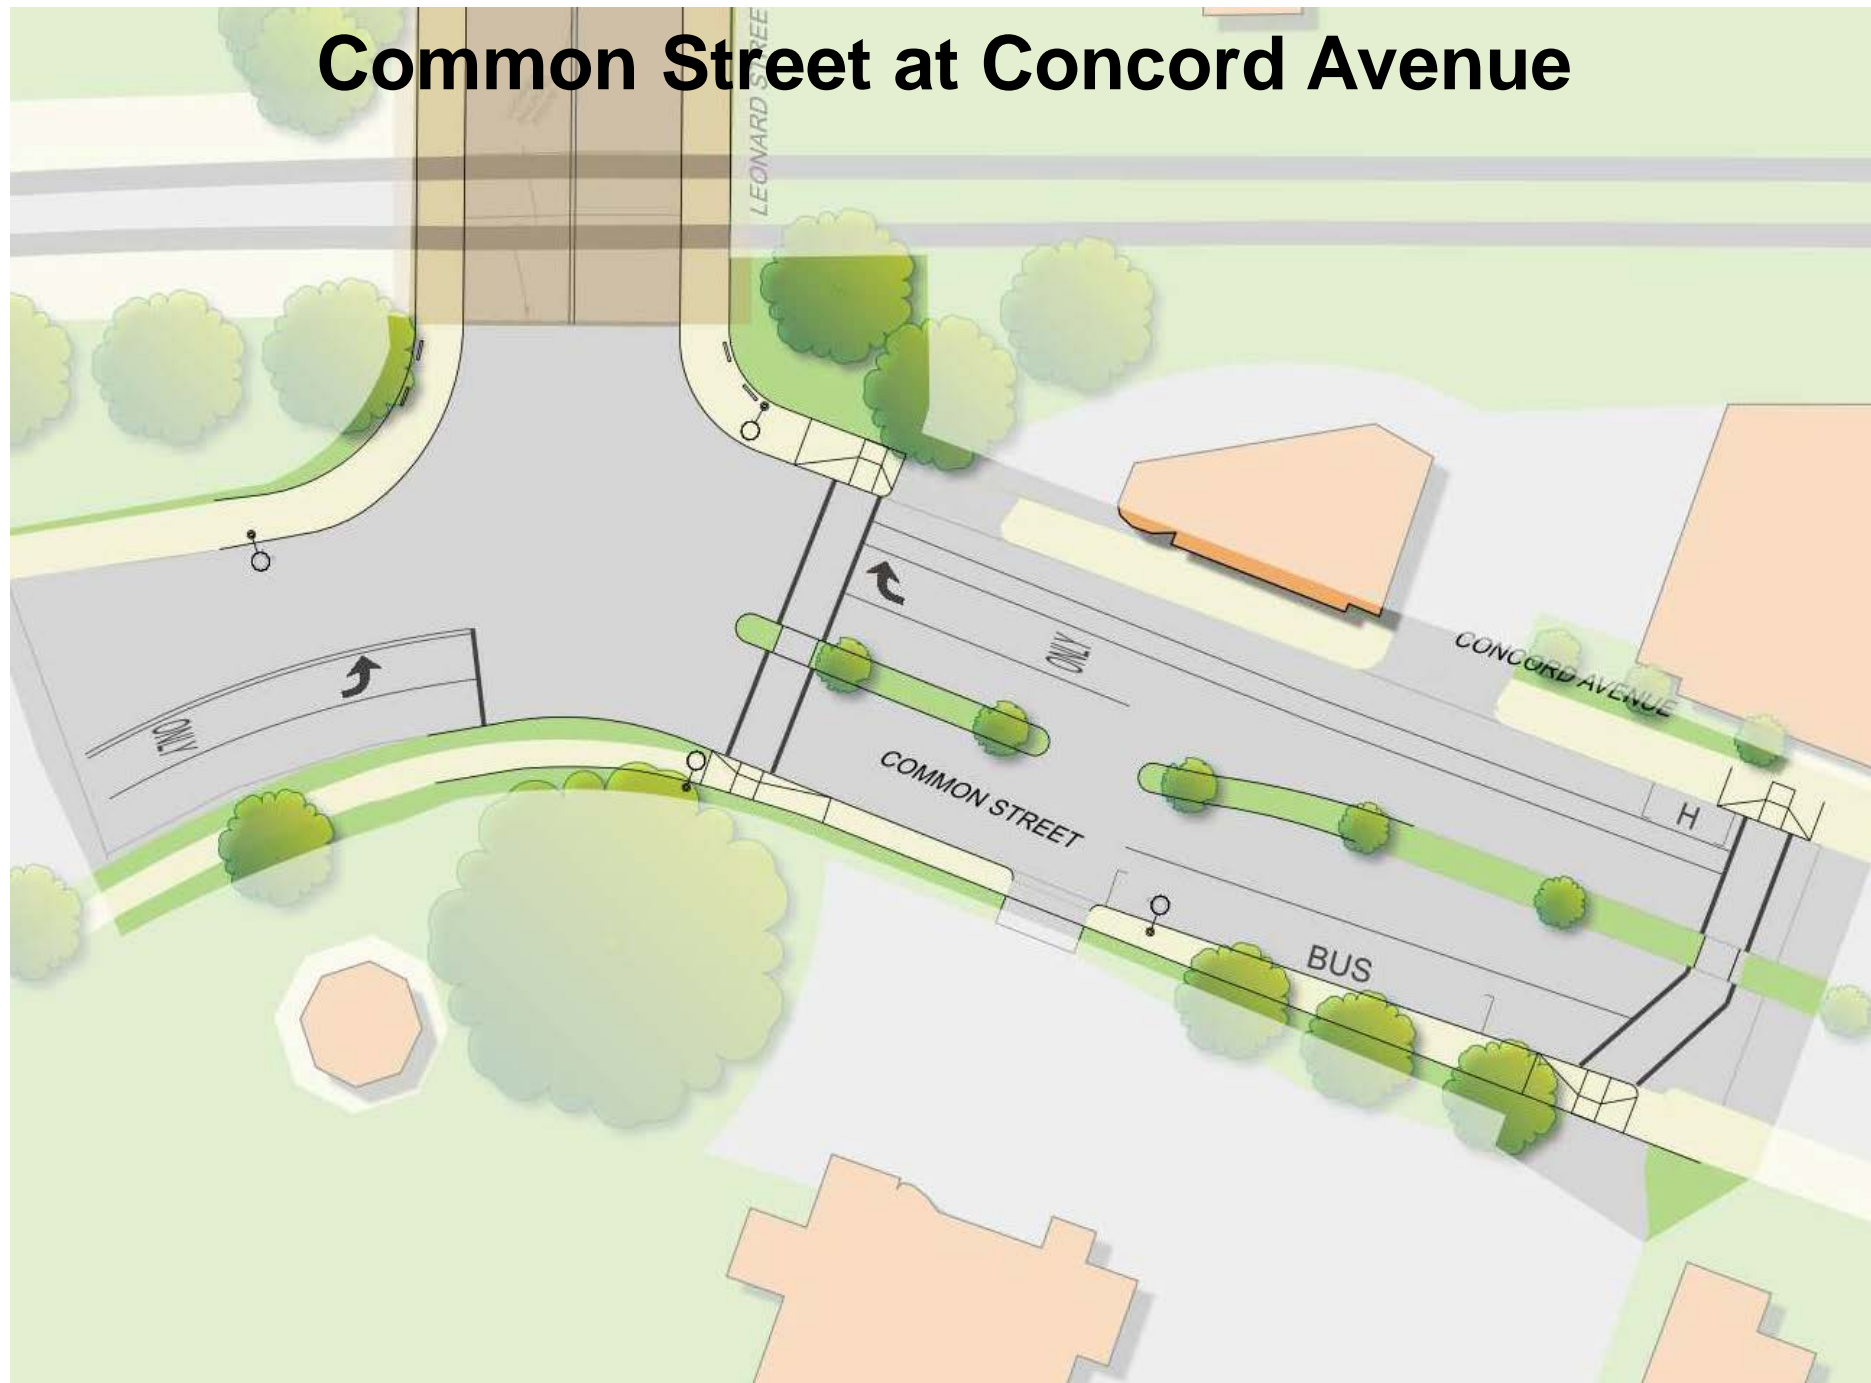 Common Street at Concord Avenue
LEONARD STREET
ONLY
CONCORD AVENUE
ONLY
COMMON STREET
H
BUS